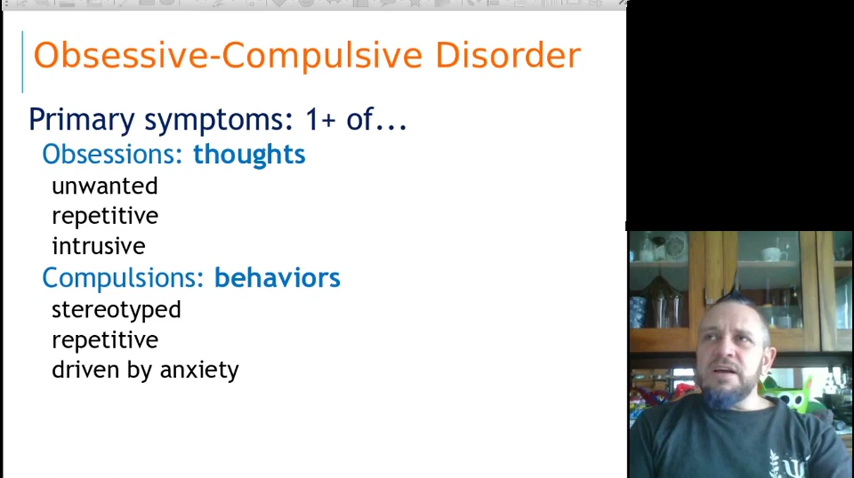 Obsessive-Compulsive Disorder
Primary symptoms: 1+ of...
Obsessions: thoughts
unwanted
repetitive
intrusive
Compulsions: behaviors
stereotyped
repetitive
driven by anxiety
Ψ